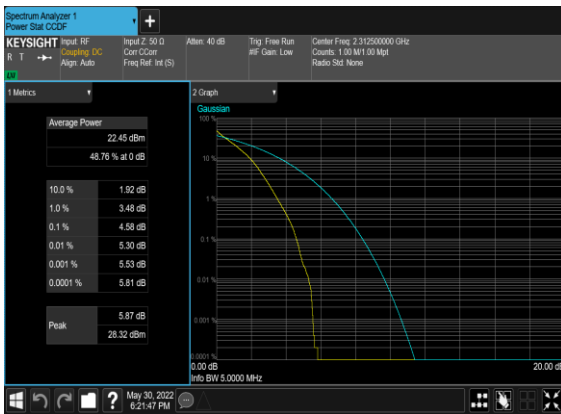 Spectrum Analyzer 1
Power Stat CCDF
+
KEYSIGHT
R T
LV
Input: RF
Coupling: DC
Align: Auto
Input Z: 50 Ω
Corr CCorr
Freq Ref: Int (S)
Atten: 40 dB
Trig: Free Run
#IF Gain: Low
Center Freq: 2.312500000 GHz
Counts: 1.00 M/1.00 Mpt
Radio Std: None
1 Metrics
Average Power
22.45 dBm
48.76 % at 0 dB
10.0 % 1.92 dB
1.0 % 3.48 dB
0.1 % 4.58 dB
0.01 % 5.30 dB
0.001 % 5.53 dB
0.0001 % 5.81 dB
Peak
5.87 dB
28.32 dBm
2 Graph
Gaussian
100 %
10 %
1 %
0.1 %
0.01 %
0.001 %
0.0001 %
0.00 dB
20.00 dB
Info BW 5.0000 MHz
?
May 30, 2022
6:21:47 PM